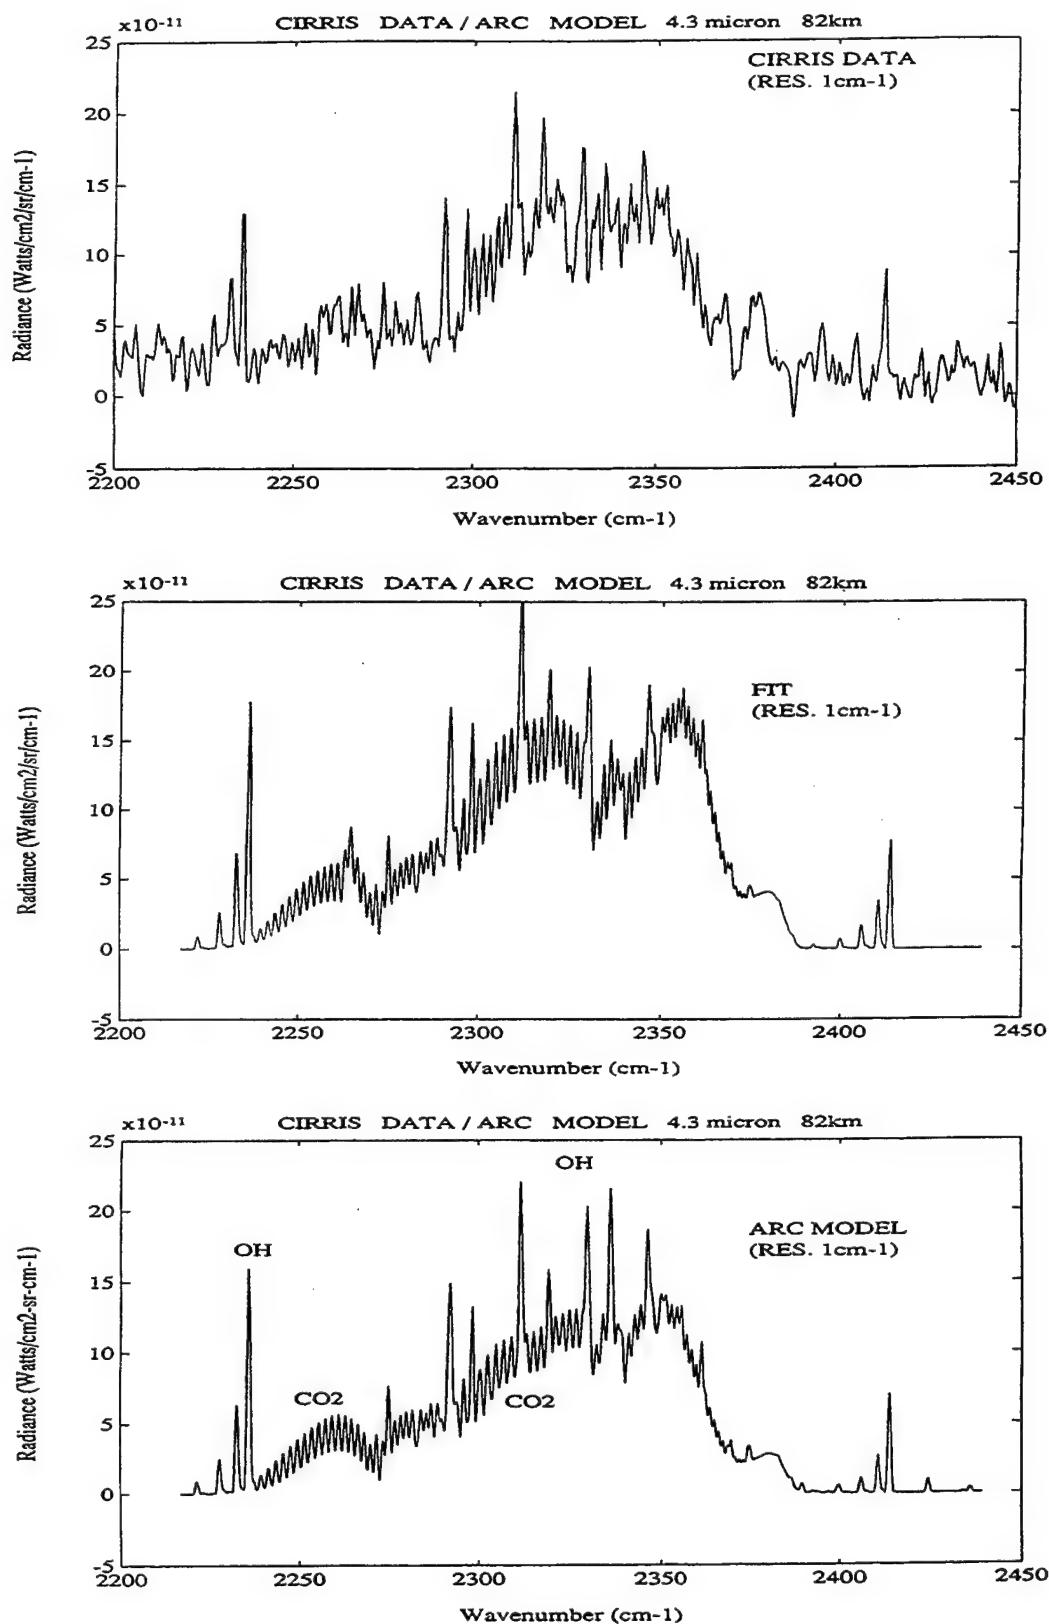 x10-11 CIRRIS DATA / ARC MODEL 4.3 micron 82km
25
20
15
10
5
0
-5
Radiance (Watts/cm2/sr/cm-1)
CIRRIS DATA
(RES. 1cm-1)
2200 2250 2300 2350 2400 2450
Wavenumber (cm-1)
x10-11 CIRRIS DATA / ARC MODEL 4.3 micron 82km
25
20
15
10
5
0
-5
Radiance (Watts/cm2/sr/cm-1)
FIT
(RES. 1cm-1)
2200 2250 2300 2350 2400 2450
Wavenumber (cm-1)
x10-11 CIRRIS DATA / ARC MODEL 4.3 micron 82km
25
20
15
10
5
0
-5
Radiance (Watts/cm2-sr-cm-1)
OH
OH
ARC MODEL
(RES. 1cm-1)
CO2
CO2
2200 2250 2300 2350 2400 2450
Wavenumber (cm-1)